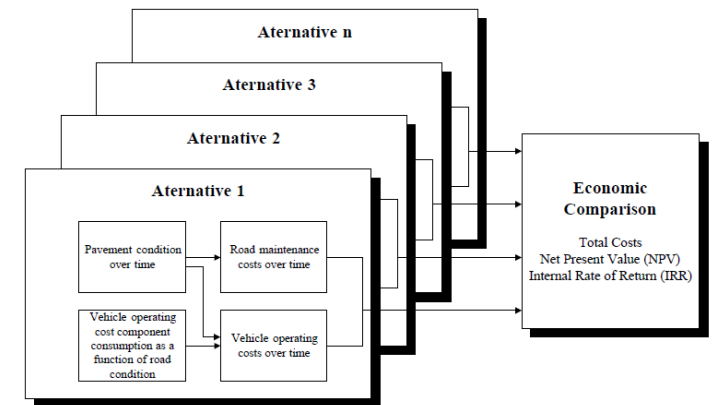 Aternative n
Aternative 3
Aternative 2
Aternative 1
Pavement condition
over time
Road maintenance
costs over time
Vehicle operating
cost component
consumption as a
function of road
condition
Vehicle operating
costs over time
Economic
Comparison
Total Costs
Net Present Value (NPV)
Internal Rate of Return (IRR)